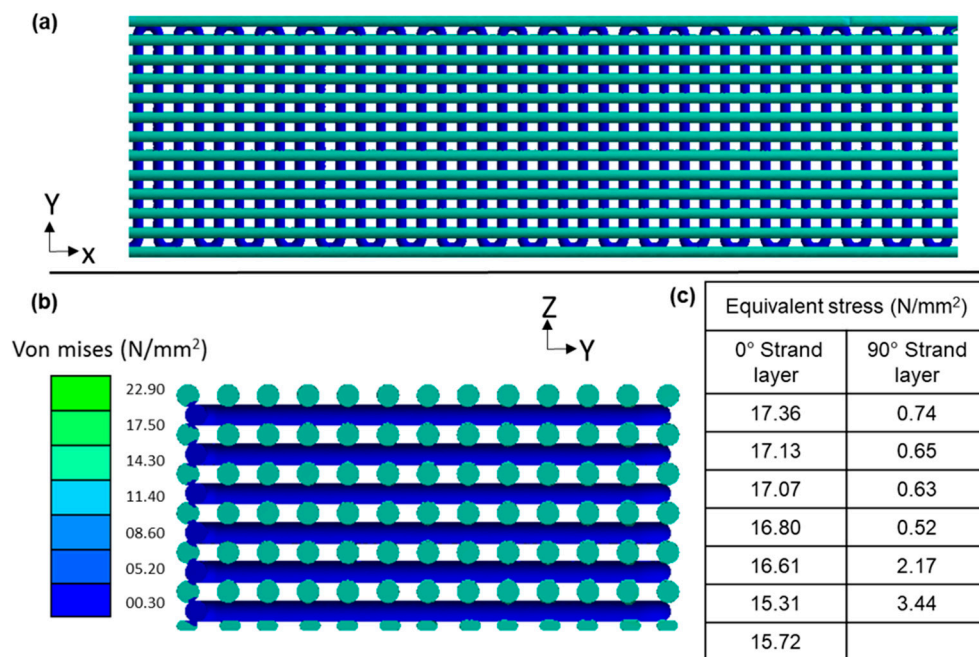 (a)
Y
x
(b)
Z
Y
Von mises (N/mm²)
22.90
17.50
14.30
11.40
08.60
05.20
00.30
(c)
Equivalent stress (N/mm²)
0° Strand layer
90° Strand layer
17.36 0.74
17.13 0.65
17.07 0.63
16.80 0.52
16.61 2.17
15.31 3.44
15.72